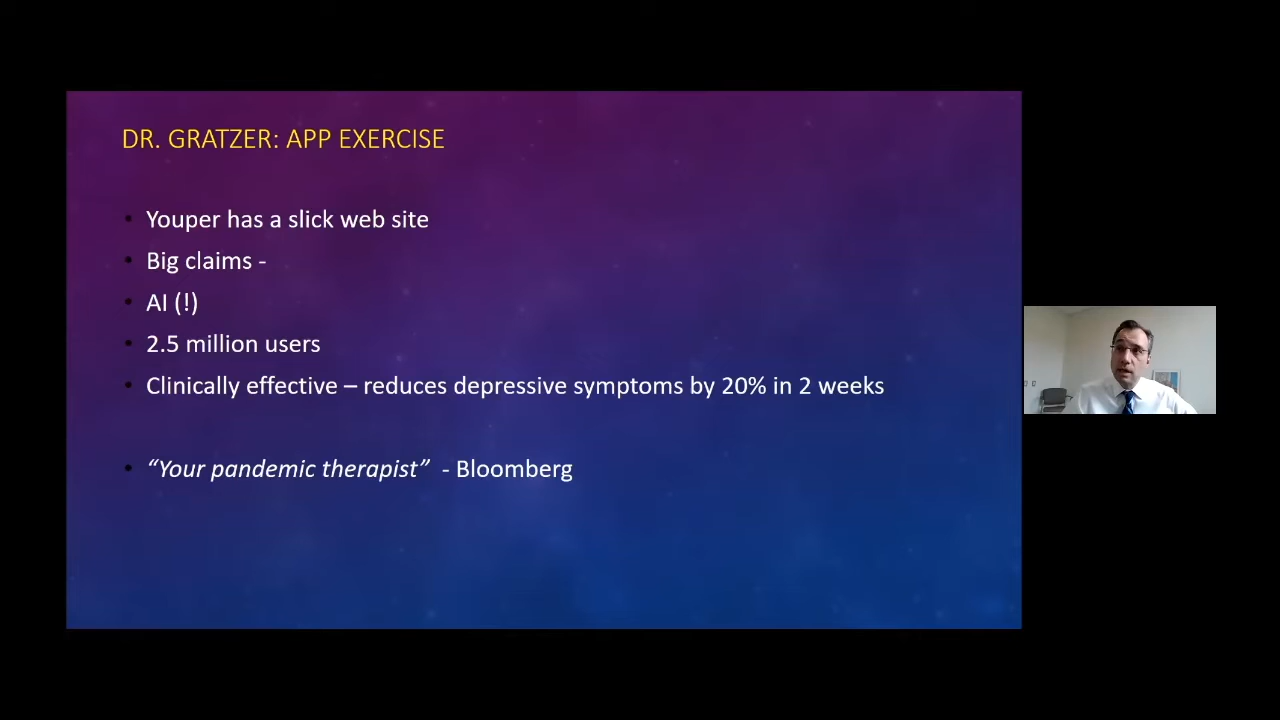 DR. GRATZER: APP EXERCISE
• Youper has a slick web site
• Big claims -
• AI (!)
• 2.5 million users
• Clinically effective – reduces depressive symptoms by 20% in 2 weeks
• “Your pandemic therapist” - Bloomberg